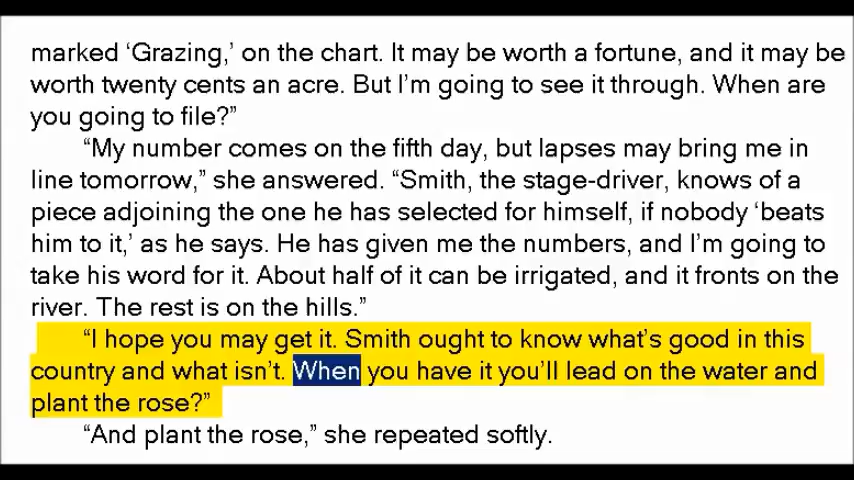 marked ‘Grazing,’ on the chart. It may be worth a fortune, and it may be
worth twenty cents an acre. But I’m going to see it through. When are
you going to file?”
“My number comes on the fifth day, but lapses may bring me in
line tomorrow,” she answered. “Smith, the stage-driver, knows of a
piece adjoining the one he has selected for himself, if nobody ‘beats
him to it,’ as he says. He has given me the numbers, and I’m going to
take his word for it. About half of it can be irrigated, and it fronts on the
river. The rest is on the hills.”
“I hope you may get it. Smith ought to know what’s good in this
country and what isn’t. When you have it you’ll lead on the water and
plant the rose?”
“And plant the rose,” she repeated softly.